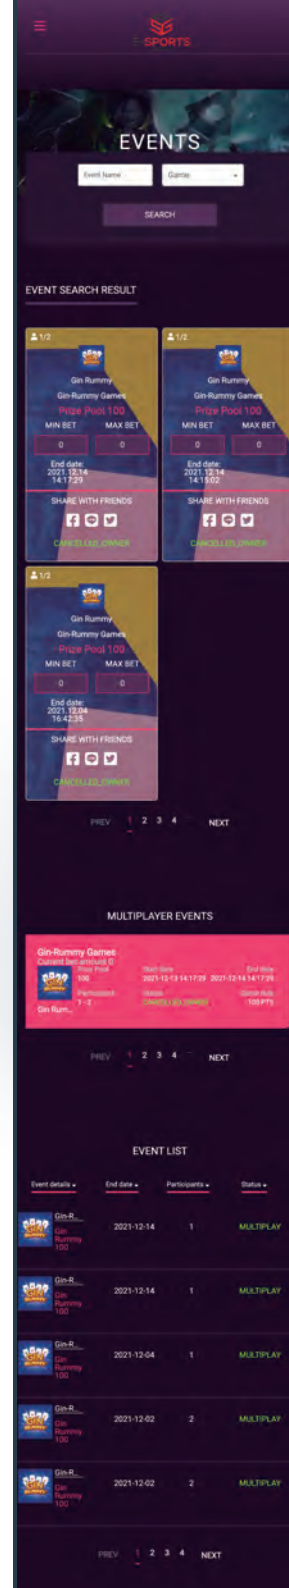 SG
E-SPORTS
EVENTS
Event Name
Game
SEARCH
EVENT SEARCH RESULT
1/2
Gin Rummy
Gin-Rummy Games
Prize Pool 100
MIN BET MAX BET
0 0
End date:
2021.12.14
14:17:29
SHARE WITH FRIENDS
CANCELLED_OWNER
1/2
Gin Rummy
Gin-Rummy Games
Prize Pool 100
MIN BET MAX BET
0 0
End date:
2021.12.14
14:15:02
SHARE WITH FRIENDS
CANCELLED_OWNER
1/2
Gin Rummy
Gin-Rummy Games
Prize Pool 100
MIN BET MAX BET
0 0
End date:
2021.12.04
16:42:35
SHARE WITH FRIENDS
CANCELLED_OWNER
PREV 1 2 3 4 ... NEXT
MULTIPLAYER EVENTS
Gin-Rummy Games
Current bet amount 0
Prize Pool Start date End date
100 2021-12-13 14:17:29 2021-12-14 14:17:29
Participants Status
1 - 2 CANCELLED_OWNER 100 PTS
Gin Rum...
PREV 1 2 3 4 ... NEXT
EVENT LIST
Event details End date Participants Status
Gin-R...
Gin
Rummy
100
2021-12-14 1 MULTIPLAY
Gin-R...
Gin
Rummy
100
2021-12-14 1 MULTIPLAY
Gin-R...
Gin
Rummy
100
2021-12-04 1 MULTIPLAY
Gin-R...
Gin
Rummy
100
2021-12-02 2 MULTIPLAY
Gin-R...
Gin
Rummy
100
2021-12-02 2 MULTIPLAY
PREV 1 2 3 4 NEXT